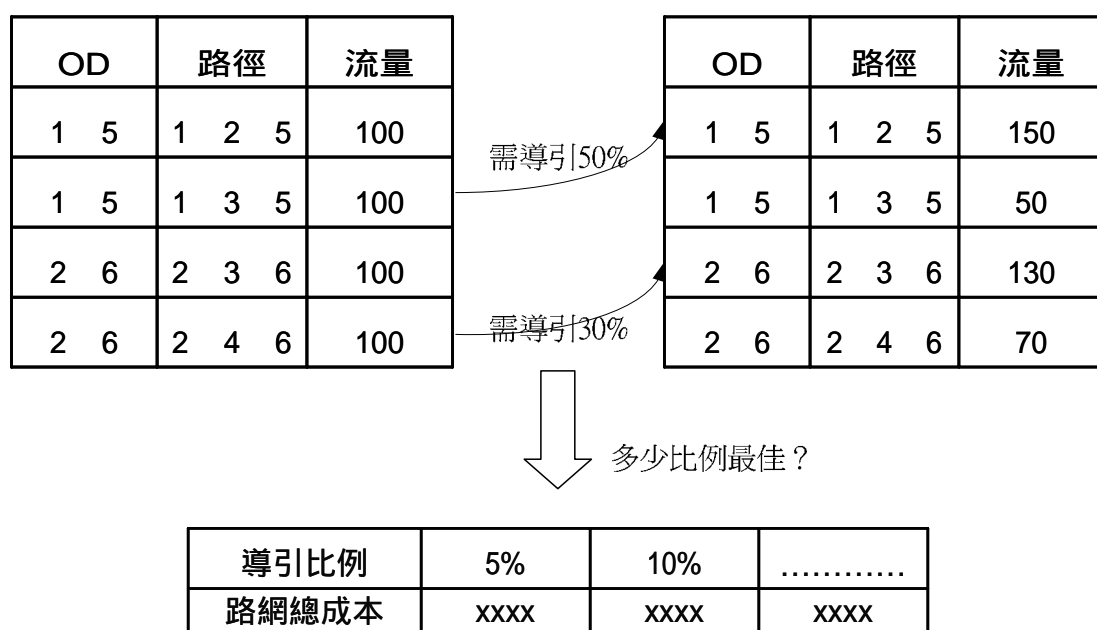 OD 路徑 流量 OD 路徑 流量
1 5 1 2 5 100 1 5 1 2 5 150
需導引50%
1 5 1 3 5 100 1 5 1 3 5 50
2 6 2 3 6 100 2 6 2 3 6 130
需導引30%
2 6 2 4 6 100 2 6 2 4 6 70
多少比例最佳？
導引比例 5% 10% …………
路網總成本 xxxx xxxx xxxx